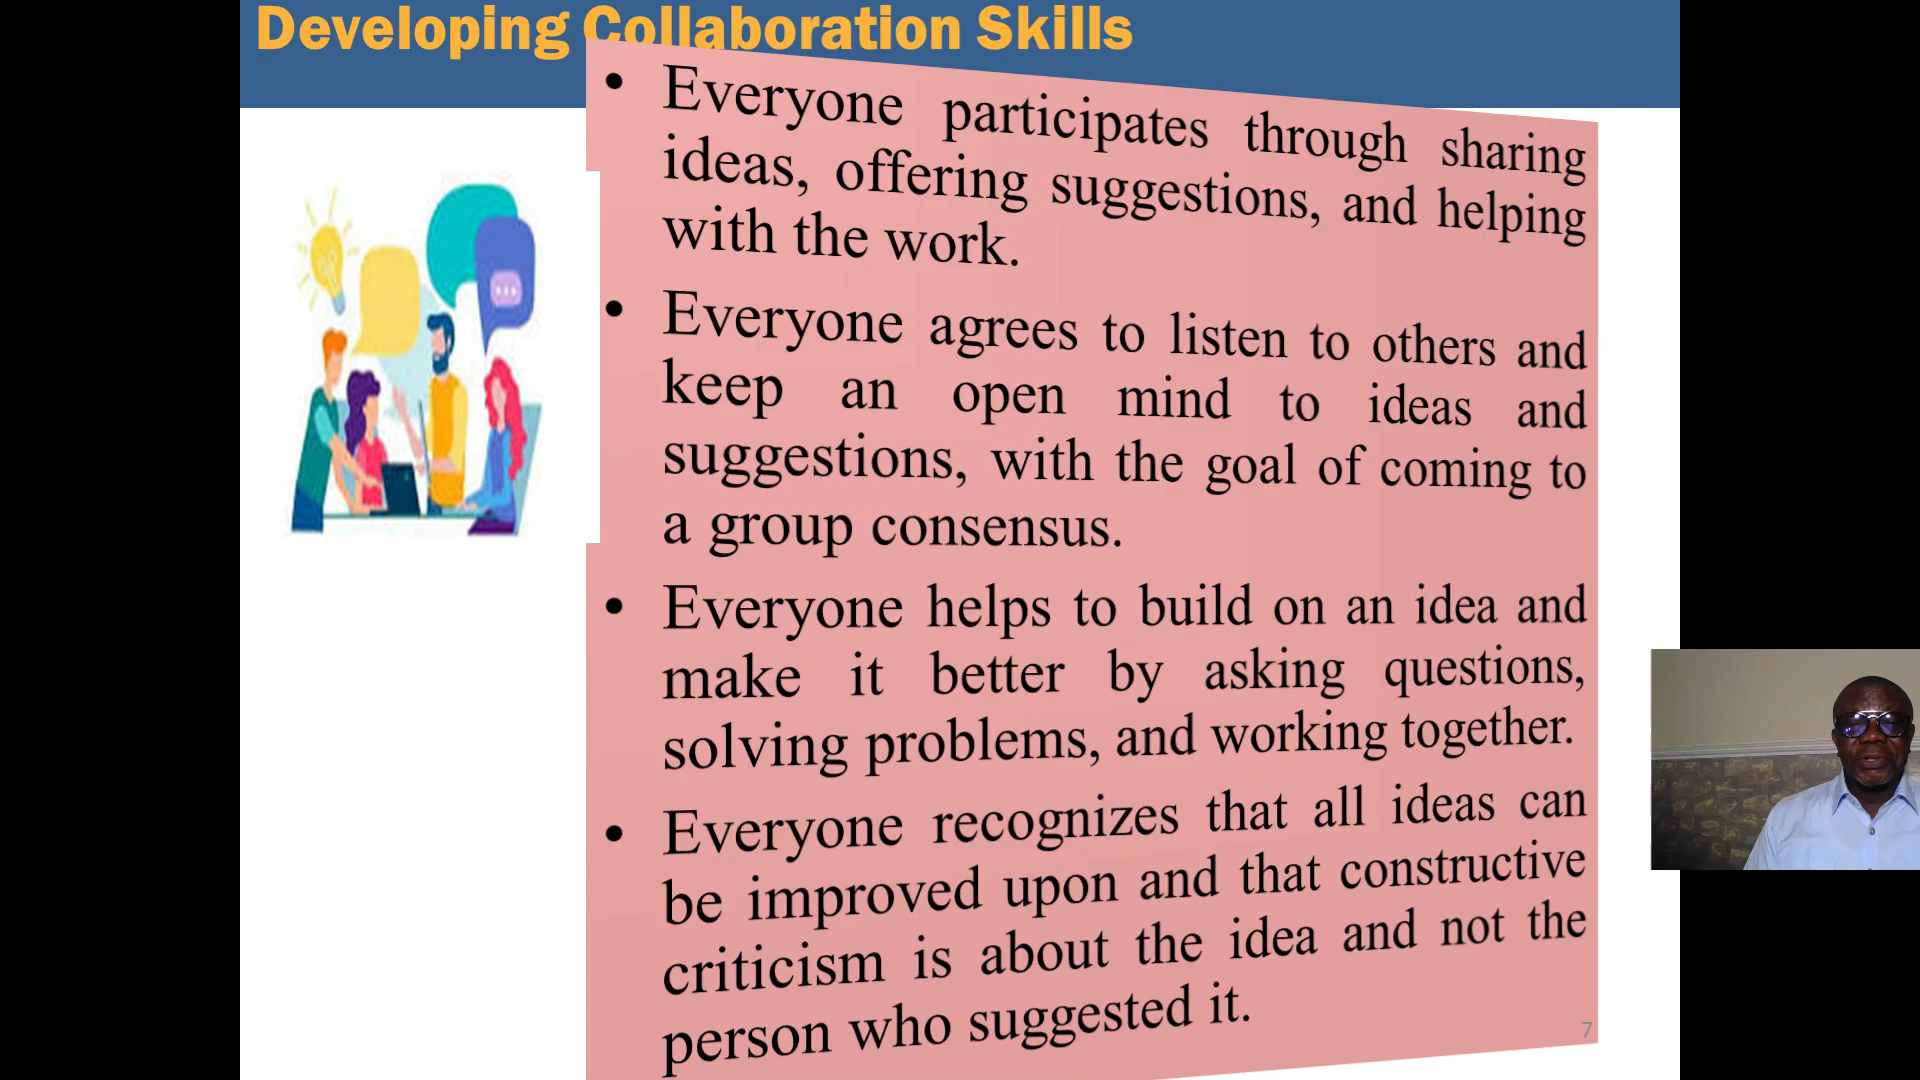 Developing Collaboration Skills
• Everyone participates through sharing
ideas, offering suggestions, and helping
with the work.
• Everyone agrees to listen to others and
keep an open mind to ideas and
suggestions, with the goal of coming to
a group consensus.
• Everyone helps to build on an idea and
make it better by asking questions,
solving problems, and working together.
• Everyone recognizes that all ideas can
be improved upon and that constructive
criticism is about the idea and not the
person who suggested it.
7